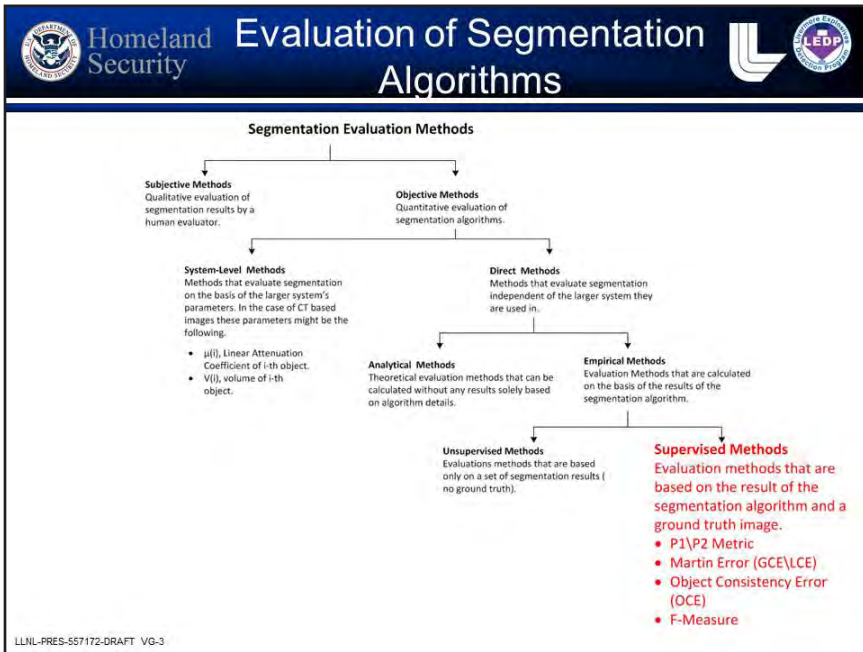 Homeland
Security
Evaluation of Segmentation
Algorithms
LEDP
Segmentation Evaluation Methods
Subjective Methods
Qualitative evaluation of
segmentation results by a
human evaluator.
Objective Methods
Quantitative evaluation of
segmentation algorithms.
System-Level Methods
Methods that evaluate segmentation
on the basis of the larger system's
parameters. In the case of CT based
images these parameters might be the
following.
• μ(i), Linear Attenuation
Coefficient of i-th object.
• V(i), volume of i-th
object.
Direct Methods
Methods that evaluate segmentation
independent of the larger system they
are used in.
Analytical Methods
Theoretical evaluation methods that can be
calculated without any results solely based
on algorithm details.
Empirical Methods
Evaluation Methods that are calculated
on the basis of the results of the
segmentation algorithm.
Unsupervised Methods
Evaluations methods that are based
only on a set of segmentation results (
no ground truth).
Supervised Methods
Evaluation methods that are
based on the result of the
segmentation algorithm and a
ground truth image.
• P1\P2 Metric
• Martin Error (GCE\LCE)
• Object Consistency Error
(OCE)
• F-Measure
LLNL-PRES-557172-DRAFT VG-3